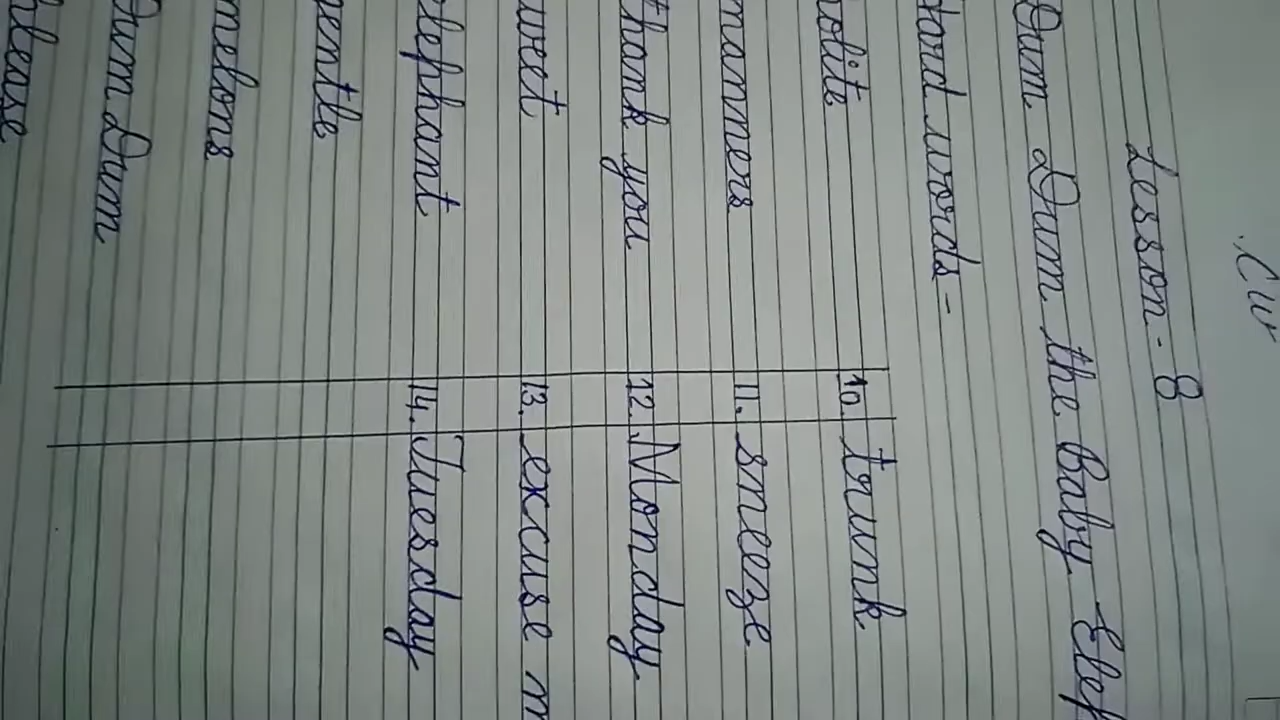 C W
Lesson - 8
Dum Dum the Baby Elep
Hard words -
polite 10. trunk
manners 11. sneeze
thank you 12. Monday
sweet 13. excuse m
elephant 14. Tuesday
gentle
melons
Dum Dum
please